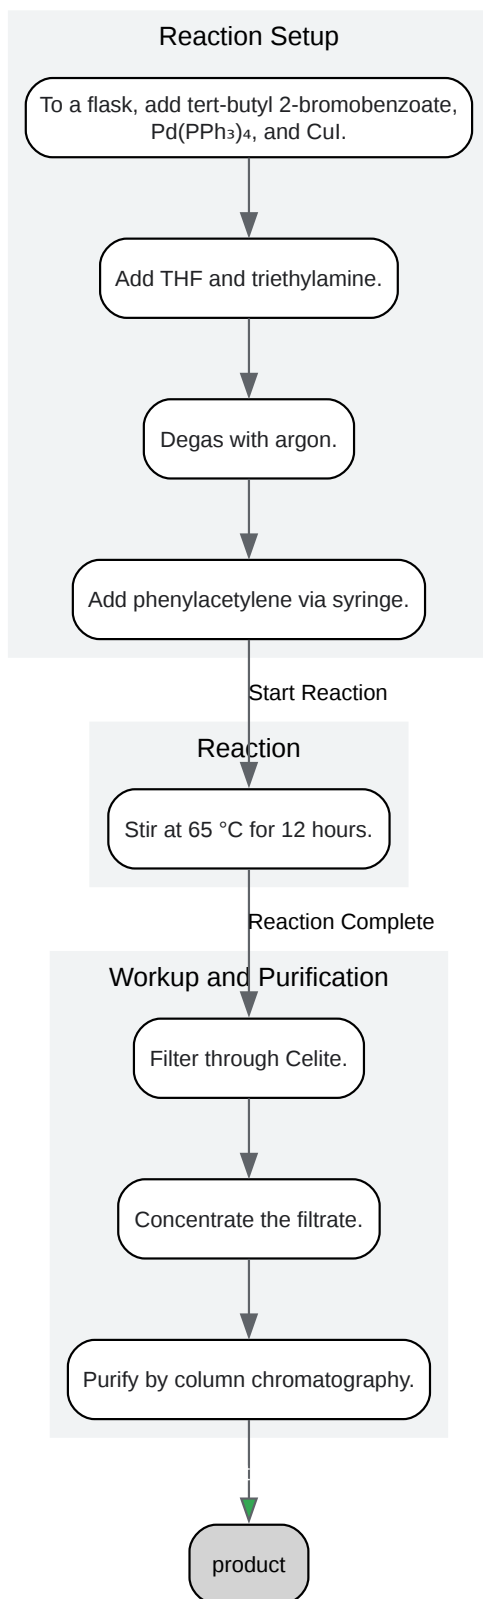 Reaction Setup
To a flask, add tert-butyl 2-bromobenzoate,
Pd(PPh₃)₄, and CuI.
Add THF and triethylamine.
Degas with argon.
Add phenylacetylene via syringe.
Start Reaction
Reaction
Stir at 65 °C for 12 hours.
Reaction Complete
Workup and Purification
Filter through Celite.
Concentrate the filtrate.
Purify by column chromatography.
product